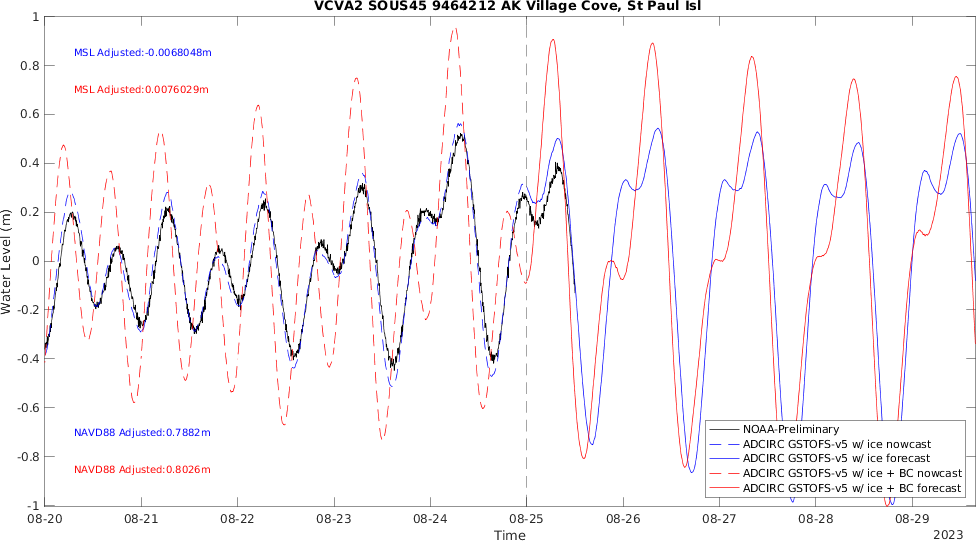 VCVA2 SOUS45 9464212 AK Village Cove, St Paul Isl
1
0.8
0.6
0.4
0.2
0
-0.2
-0.4
-0.6
-0.8
-1
Water Level (m)
MSL Adjusted:-0.0068048m
MSL Adjusted:0.0076029m
NAVD88 Adjusted:0.7882m
NAVD88 Adjusted:0.8026m
NOAA-Preliminary
ADCIRC GSTOFS-v5 w/ ice nowcast
ADCIRC GSTOFS-v5 w/ ice forecast
ADCIRC GSTOFS-v5 w/ ice + BC nowcast
ADCIRC GSTOFS-v5 w/ ice + BC forecast
08-20 08-21 08-22 08-23 08-24 08-25 08-26 08-27 08-28 08-29
Time
2023